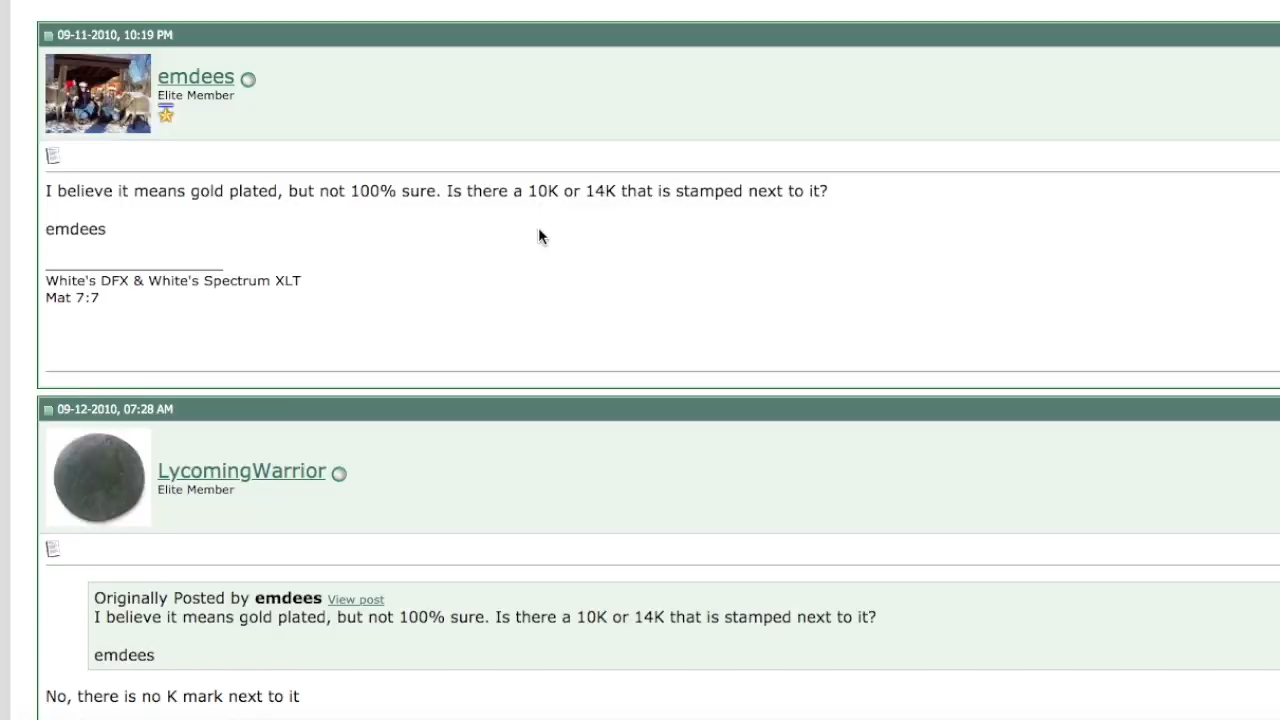 09-11-2010, 10:19 PM
emdees
Elite Member
I believe it means gold plated, but not 100% sure. Is there a 10K or 14K that is stamped next to it?
emdees
White's DFX & White's Spectrum XLT
Mat 7:7
09-12-2010, 07:28 AM
LycomingWarrior
Elite Member
Originally Posted by emdees View post
I believe it means gold plated, but not 100% sure. Is there a 10K or 14K that is stamped next to it?
emdees
No, there is no K mark next to it